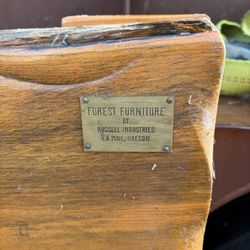 FOREST FURNITURE
BY
RUSSELL INDUSTRIES
LA PINE, OREGON